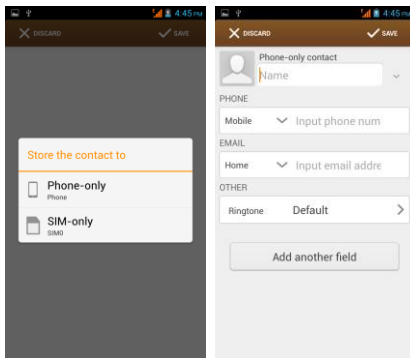 4:45 PM
DISCARD
SAVE
Store the contact to
Phone-only
Phone
SIM-only
SIM0
4:45 PM
DISCARD
SAVE
Phone-only contact
Name
PHONE
Mobile
Input phone num
EMAIL
Home
Input email addre
OTHER
Ringtone
Default
Add another field